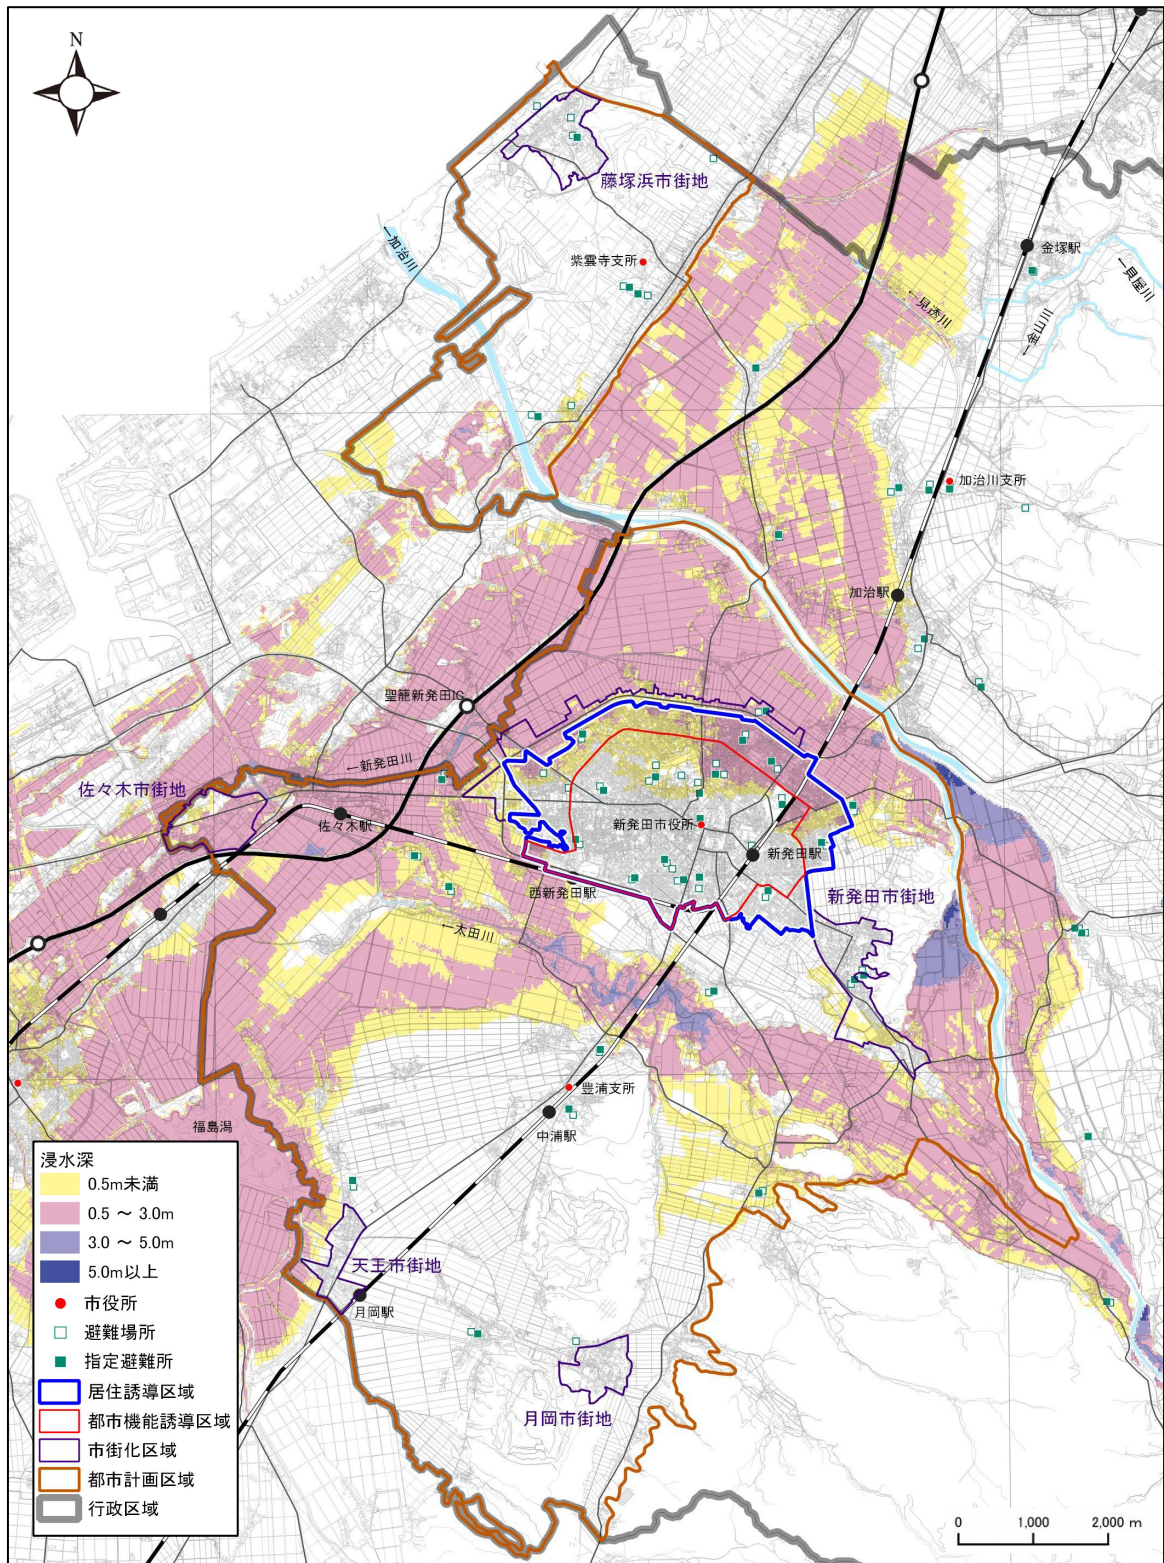 N
藤塚浜市街地
←加治川
紫雲寺支所
金塚駅
←貝屋川
←見透川
←金山川
加治川支所
加治駅
聖籠新発田IC
←新発田川
佐々木市街地
佐々木駅
新発田市役所
新発田駅
西新発田駅
新発田市街地
←太田川
豊浦支所
中浦駅
福島潟
天王市街地
月岡駅
月岡市街地
浸水深
0.5m未満
0.5 ～ 3.0m
3.0 ～ 5.0m
5.0m以上
市役所
避難場所
指定避難所
居住誘導区域
都市機能誘導区域
市街化区域
都市計画区域
行政区域
0 1,000 2,000 m